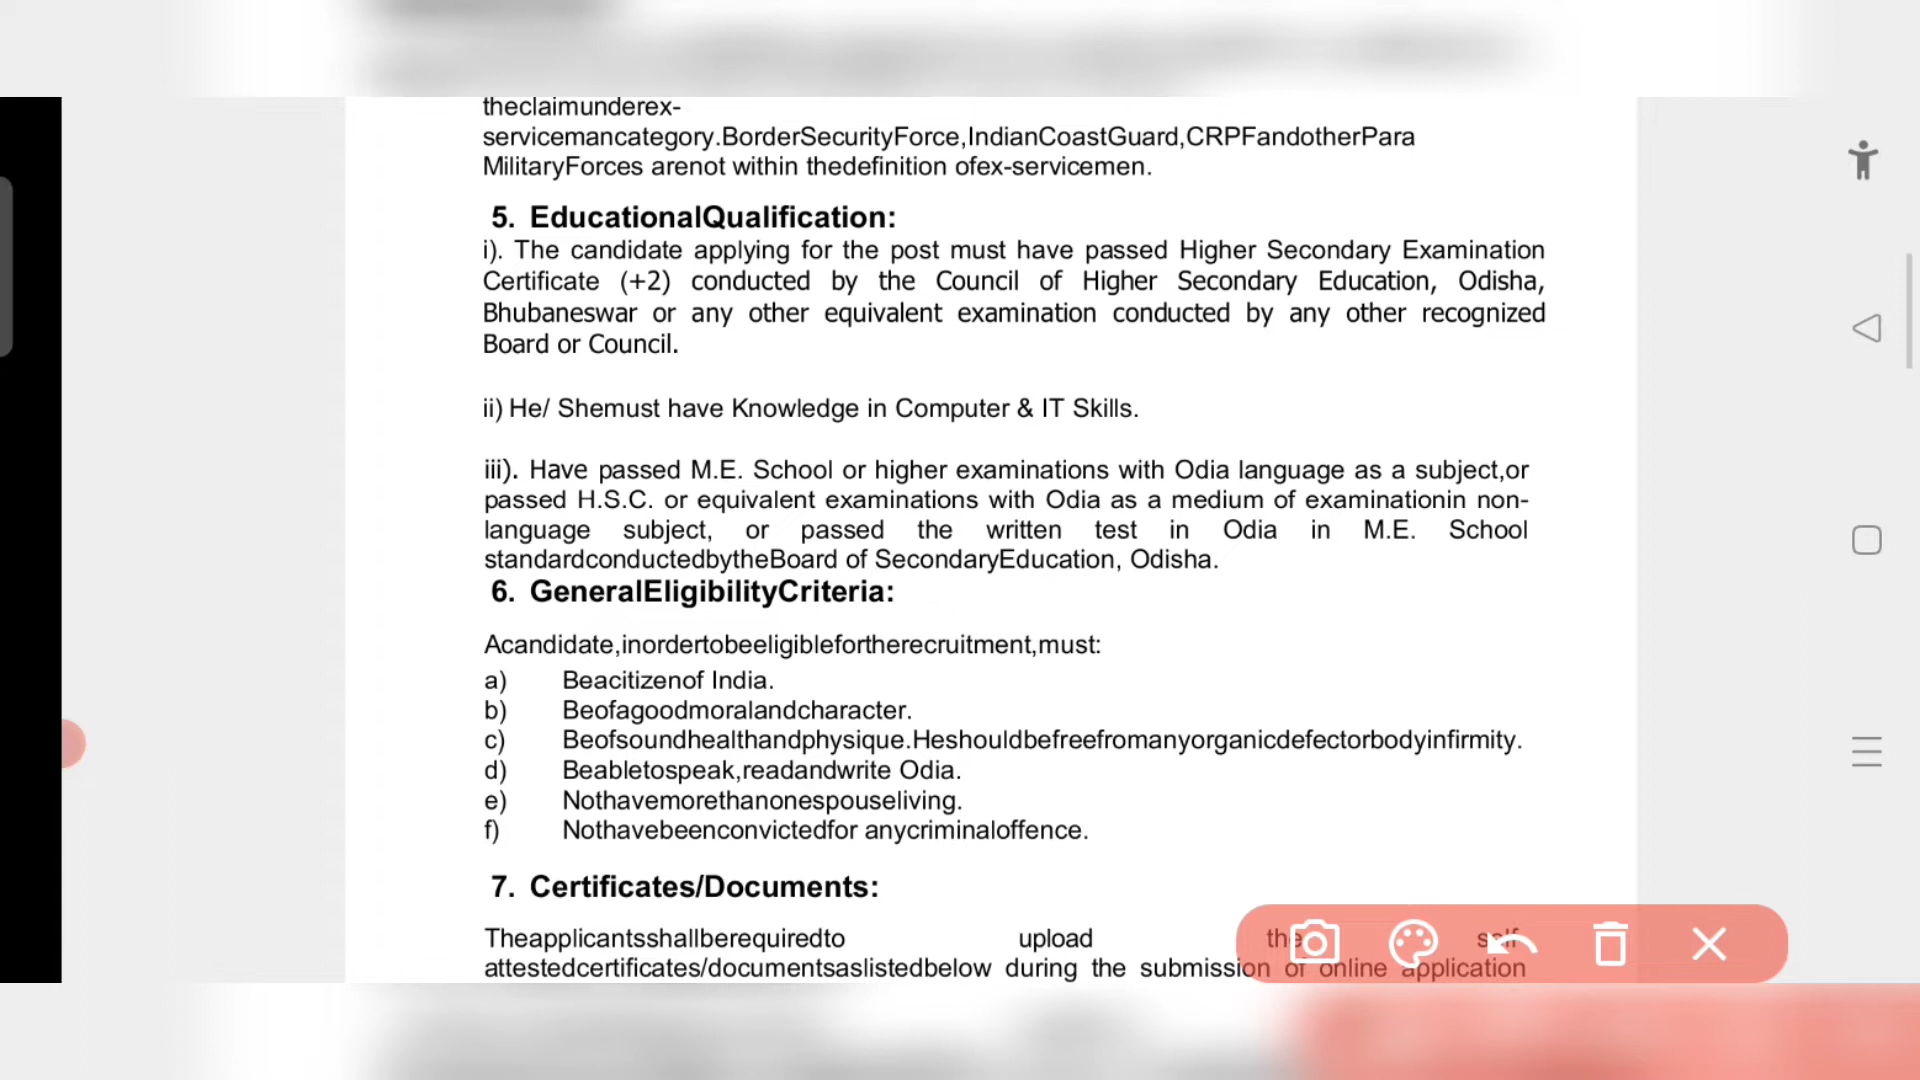 theclaimunderex-
servicemancategory.BorderSecurityForce,IndianCoastGuard,CRPFandotherPara
MilitaryForces arenot within thedefinition ofex-servicemen.
5. EducationalQualification:
i). The candidate applying for the post must have passed Higher Secondary Examination
Certificate (+2) conducted by the Council of Higher Secondary Education, Odisha,
Bhubaneswar or any other equivalent examination conducted by any other recognized
Board or Council.
ii) He/ Shemust have Knowledge in Computer & IT Skills.
iii). Have passed M.E. School or higher examinations with Odia language as a subject,or
passed H.S.C. or equivalent examinations with Odia as a medium of examinationin non-
language subject, or passed the written test in Odia in M.E. School
standardconductedbytheBoard of SecondaryEducation, Odisha.
6. GeneralEligibilityCriteria:
Acandidate,inordertobeeligiblefortherecruitment,must:
a) Beacitizenof India.
b) Beofagoodmoralandcharacter.
c) Beofsoundhealthandphysique.Heshouldbefreefromanyorganicdefectorbodyinfirmity.
d) Beabletospeak,readandwrite Odia.
e) Nothavemorethanonespouseliving.
f) Nothavebeenconvictedfor anycriminaloffence.
7. Certificates/Documents:
Theapplicantsshallberequiredto upload the self
attestedcertificates/documentsaslistedbelow during the submission of online application